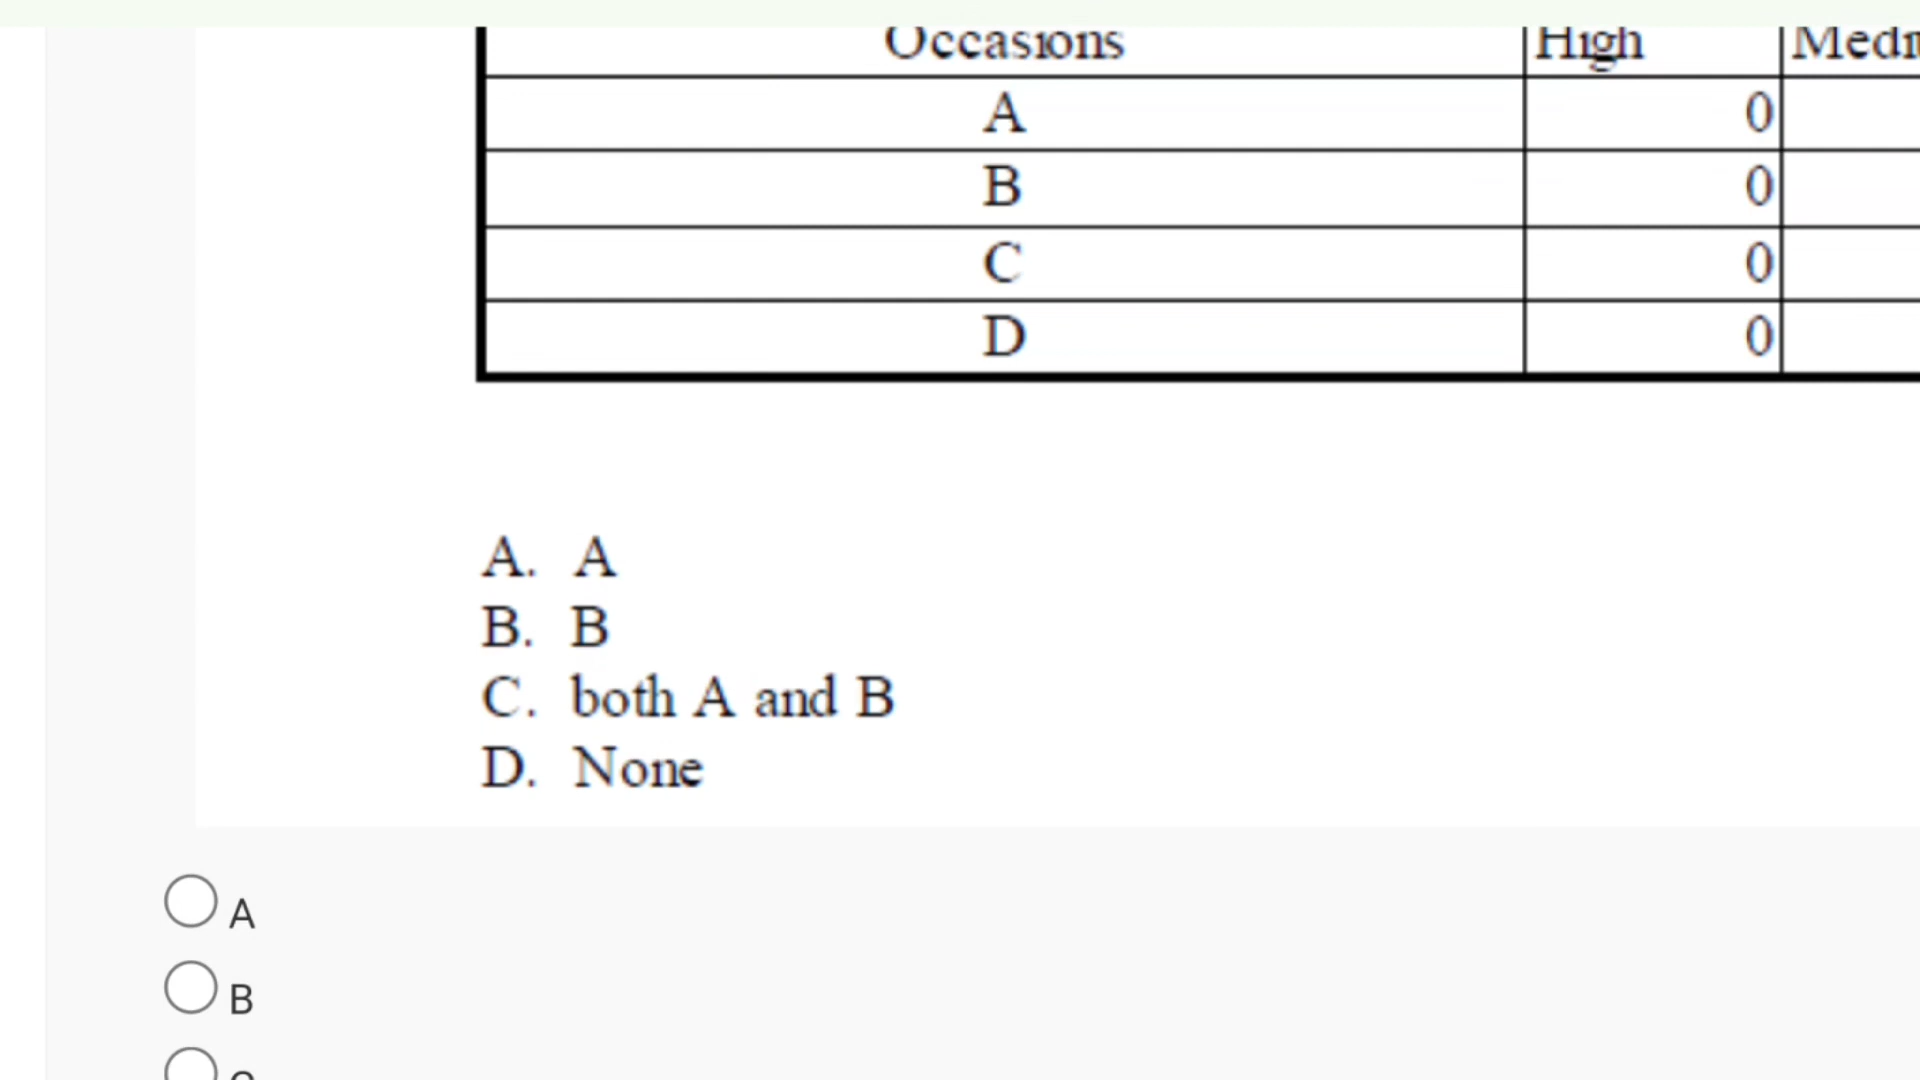 Occasions High
A 0
B 0
C 0
D 0
A. A
B. B
C. both A and B
D. None
A
B